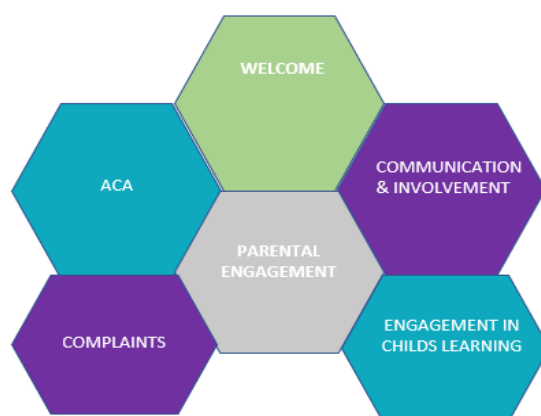 WELCOME
ACA
COMMUNICATION
& INVOLVEMENT
PARENTAL
ENGAGEMENT
COMPLAINTS
ENGAGEMENT IN
CHILDS LEARNING